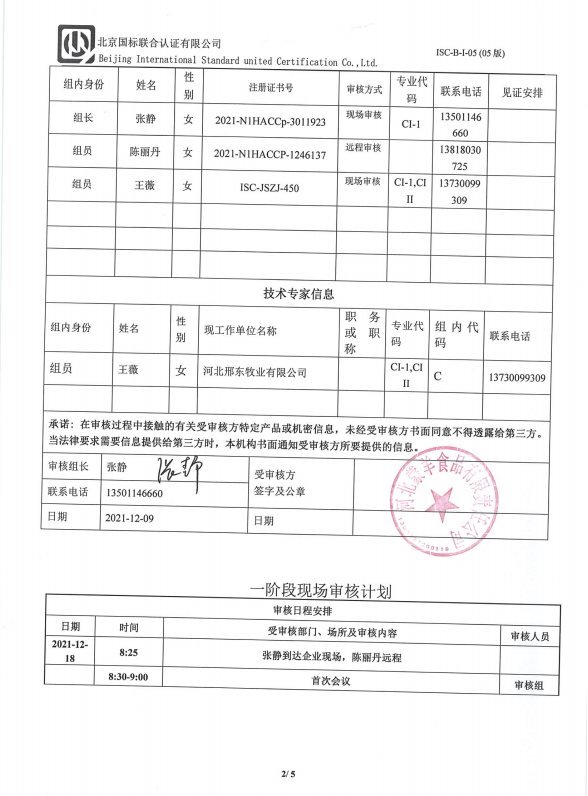 北京国标联合认证有限公司
Beijing International Standard united Certification Co.,Ltd.
ISC-B-I-05 (05 版)
组内身份 姓名 性别 注册证书号 审核方式 专业代码 联系电话 见证安排
组长 张静 女 2021-N1HACCp-3011923 现场审核 CI-1 13501146660
组员 陈丽丹 女 2021-N1HACCP-1246137 远程审核 13818030725
组员 王薇 女 ISC-JSZJ-450 现场审核 CI-1,CI II 13730099309
技术专家信息
组内身份 姓名 性别 现工作单位名称 职务或职称 专业代码 组内代码 联系电话
组员 王薇 女 河北邢东牧业有限公司 CI-1,CI II C 13730099309
承诺：在审核过程中接触的有关受审核方特定产品或机密信息，未经受审核方书面同意不得透露给第三方。
当法律要求需要信息提供给第三方时，本机构书面通知受审核方所要提供的信息。
审核组长 张静 张静 受审核方
签字及公章
联系电话 13501146660
日期 2021-12-09 日期
河北蒙羊食品有限责任公司
一阶段现场审核计划
审核日程安排
日期 时间 受审核部门、场所及审核内容 审核人员
2021-12-18 8:25 张静到达企业现场，陈丽丹远程
8:30-9:00 首次会议 审核组
2/ 5